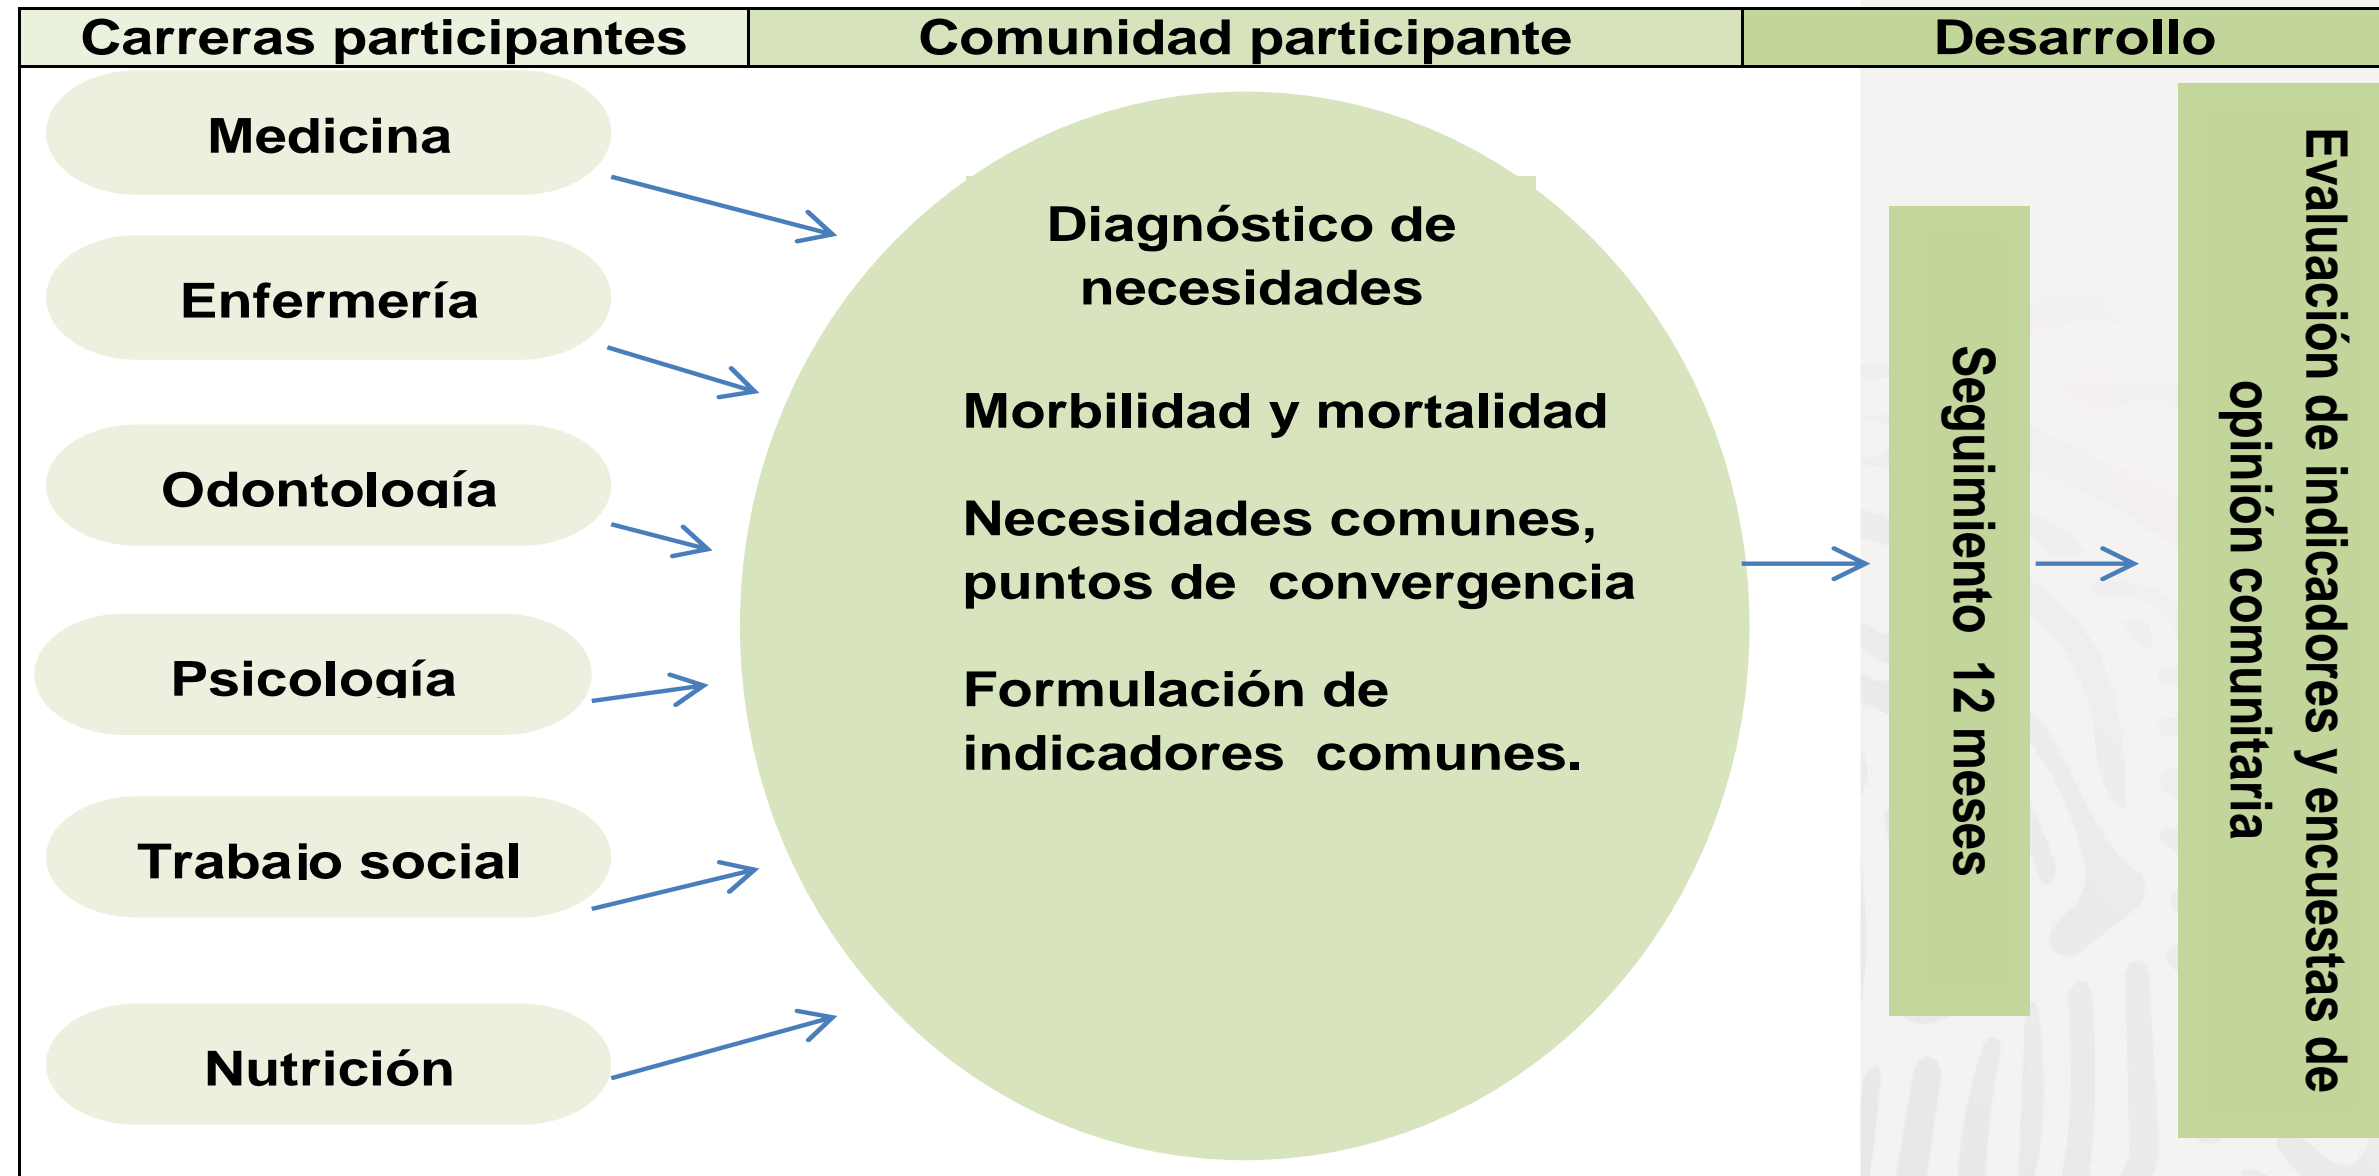 Carreras participantes
Comunidad participante
Desarrollo
Medicina
Enfermería
Odontología
Psicología
Trabajo social
Nutrición
Diagnóstico de
necesidades
Morbilidad y mortalidad
Necesidades comunes,
puntos de convergencia
Formulación de
indicadores comunes.
Seguimiento 12 meses
Evaluación de indicadores y encuestas de
opinión comunitaria